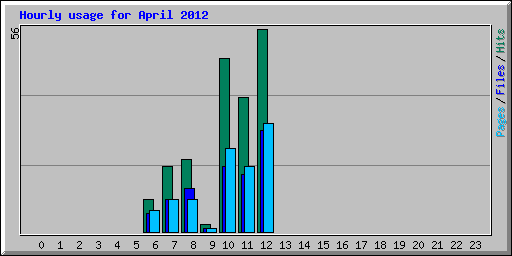 Hourly usage for April 2012
56
Pages / Files / Hits
0 1 2 3 4 5 6 7 8 9 10 11 12 13 14 15 16 17 18 19 20 21 22 23